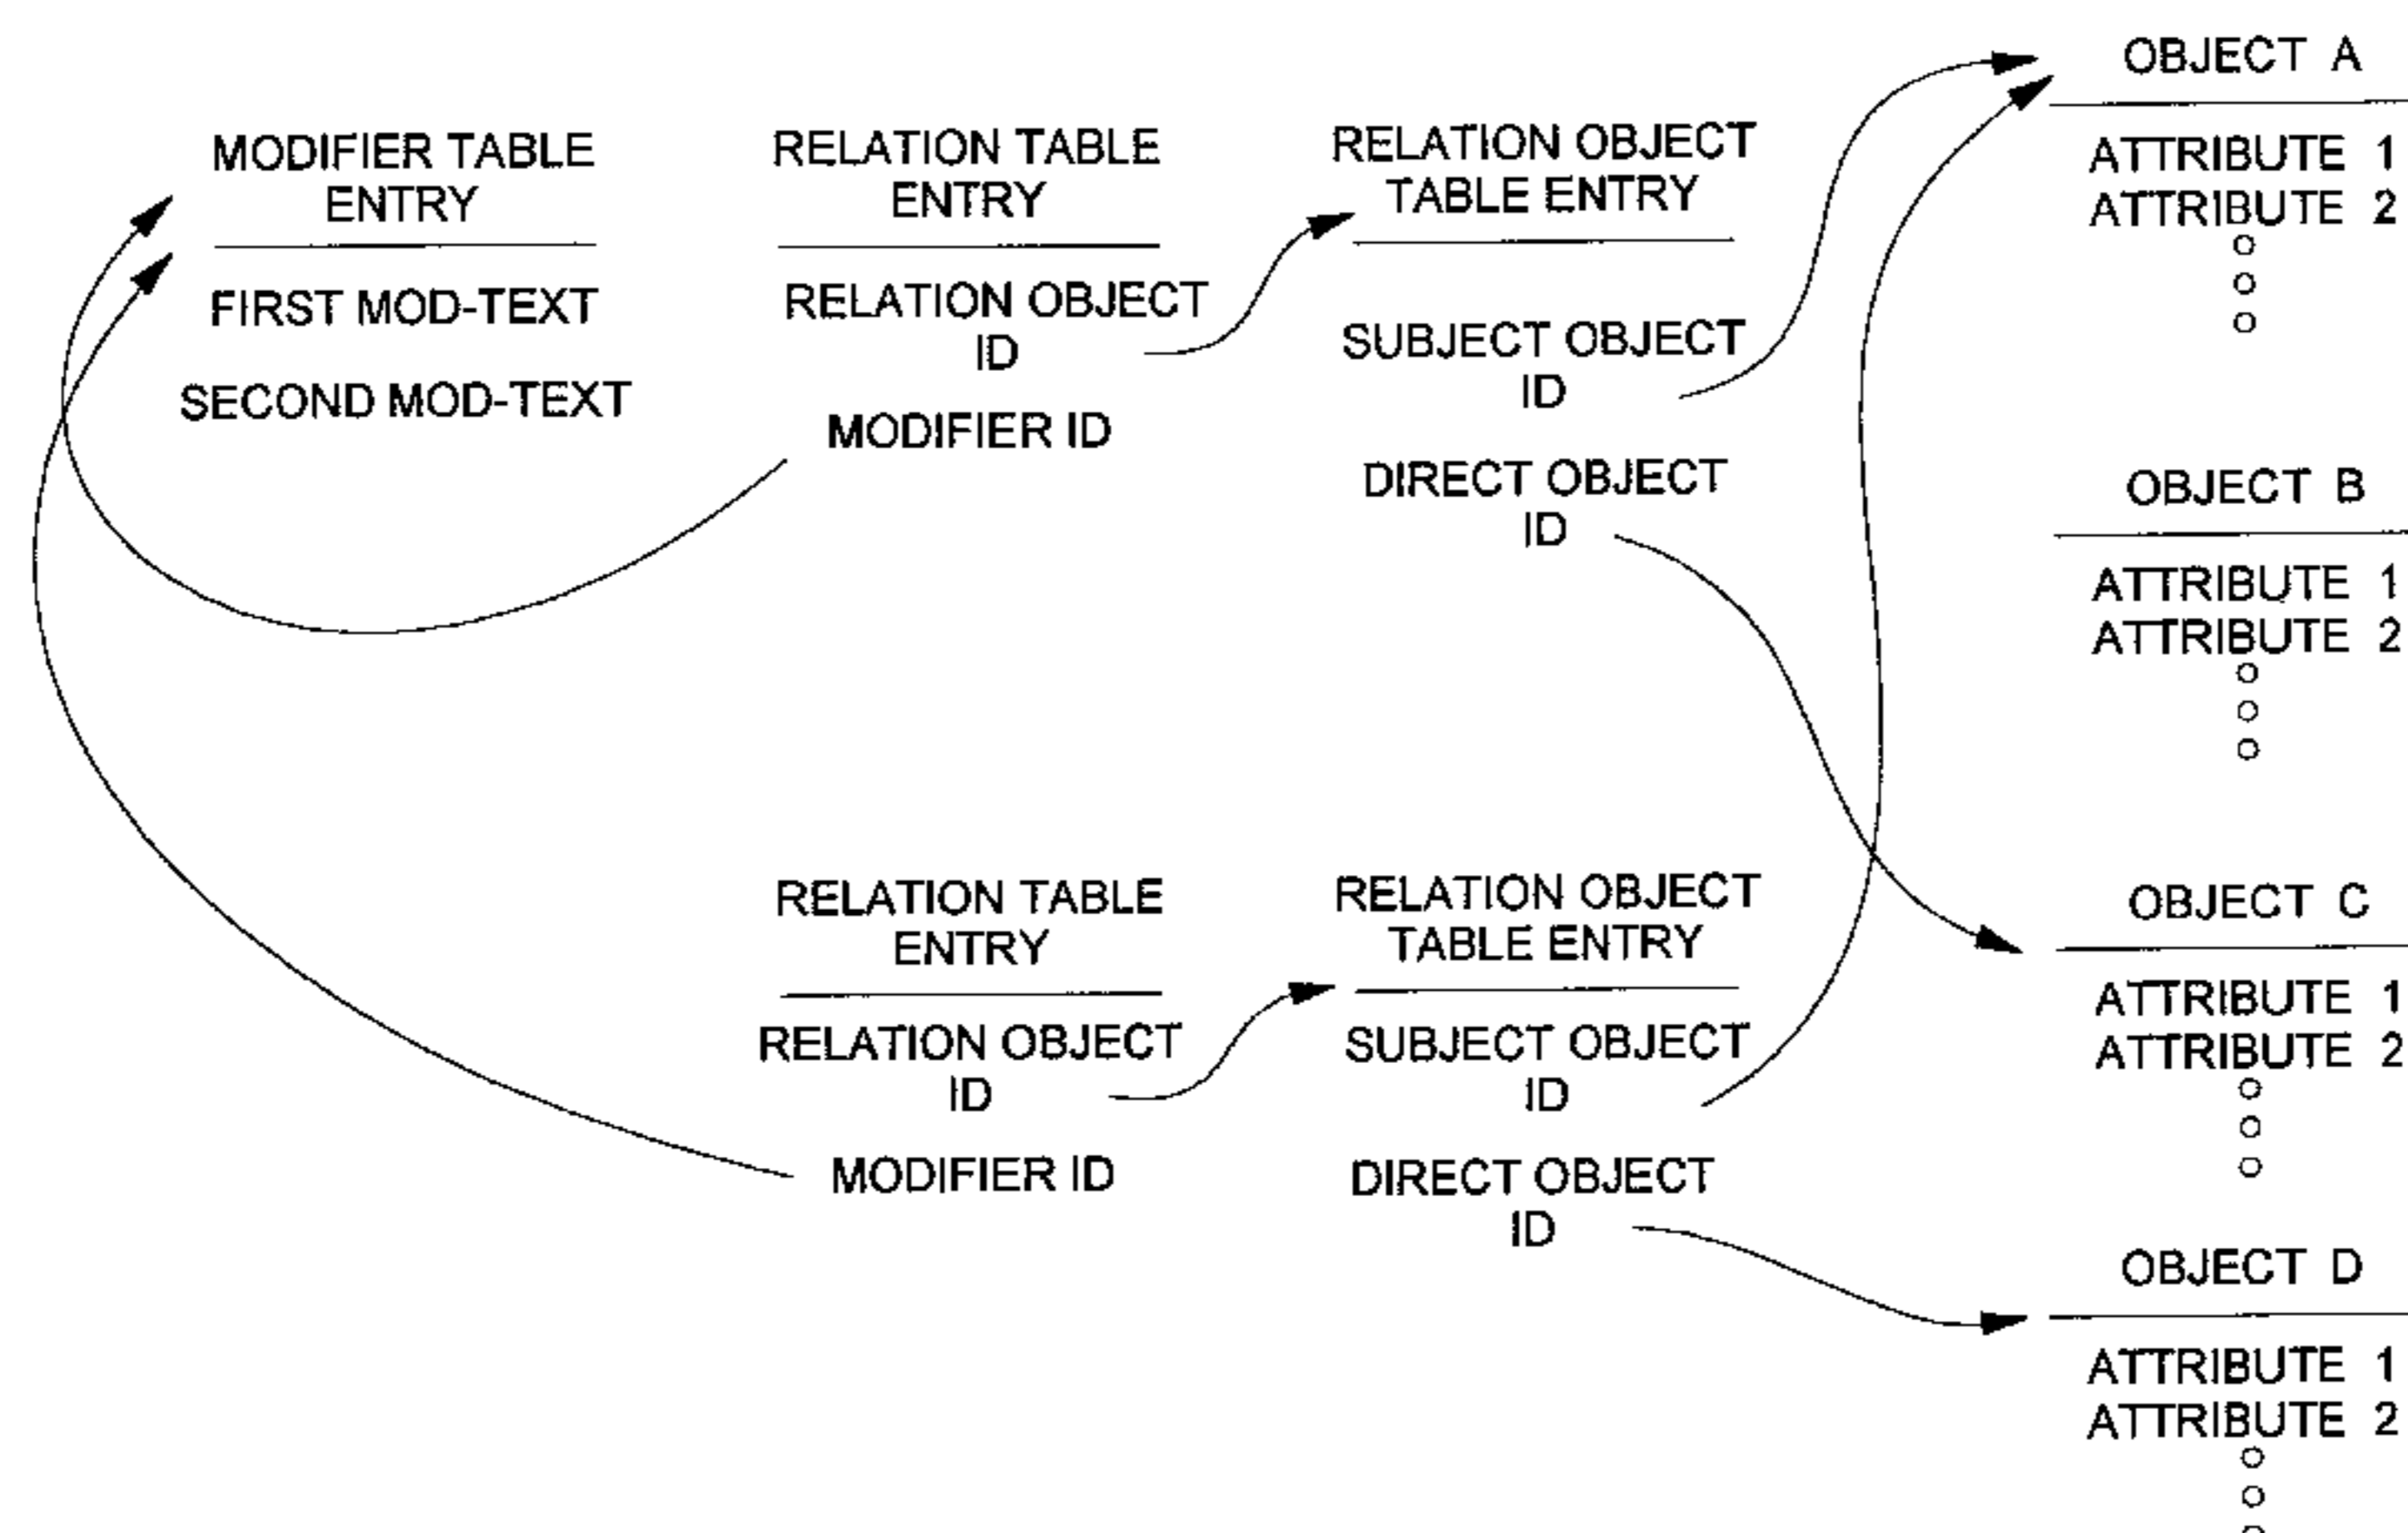 MODIFIER TABLE
ENTRY
FIRST MOD-TEXT
SECOND MOD-TEXT
RELATION TABLE
ENTRY
RELATION OBJECT
ID
MODIFIER ID
RELATION OBJECT
TABLE ENTRY
SUBJECT OBJECT
ID
DIRECT OBJECT
ID
OBJECT A
ATTRIBUTE 1
ATTRIBUTE 2
OBJECT B
ATTRIBUTE 1
ATTRIBUTE 2
RELATION TABLE
ENTRY
RELATION OBJECT
ID
MODIFIER ID
RELATION OBJECT
TABLE ENTRY
SUBJECT OBJECT
ID
DIRECT OBJECT
ID
OBJECT C
ATTRIBUTE 1
ATTRIBUTE 2
OBJECT D
ATTRIBUTE 1
ATTRIBUTE 2